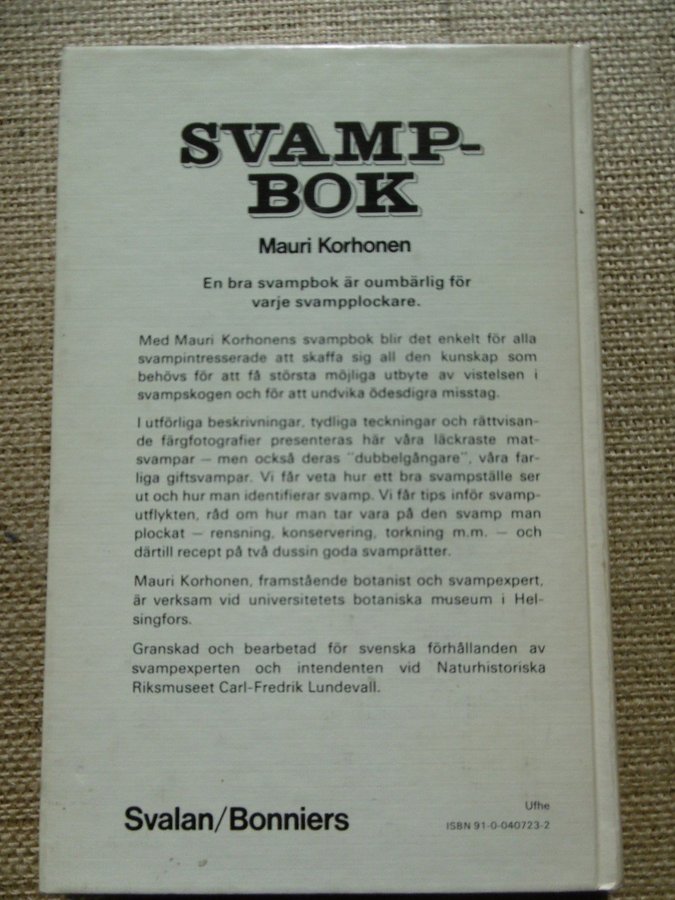 SVAMP-
BOK
Mauri Korhonen
En bra svampbok är oumbärlig för
varje svampplockare.
Med Mauri Korhonens svampbok blir det enkelt för alla
svampintresserade att skaffa sig all den kunskap som
behövs för att få största möjliga utbyte av vistelsen i
svampskogen och för att undvika ödesdigra misstag.
I utförliga beskrivningar, tydliga teckningar och rättvisan-
de färgfotografier presenteras här våra läckraste mat-
svampar – men också deras "dubbelgångare", våra far-
liga giftsvampar. Vi får veta hur ett bra svampställe ser
ut och hur man identifierar svamp. Vi får tips inför svamp-
utflykten, råd om hur man tar vara på den svamp man
plockat – rensning, konservering, torkning m.m. – och
därtill recept på två dussin goda svamprätter.
Mauri Korhonen, framstående botanist och svampexpert,
är verksam vid universitetets botaniska museum i Hel-
singfors.
Granskad och bearbetad för svenska förhållanden av
svampexperten och intendenten vid Naturhistoriska
Riksmuseet Carl-Fredrik Lundevall.
Svalan/Bonniers
Ufhe
ISBN 91-0-040723-2